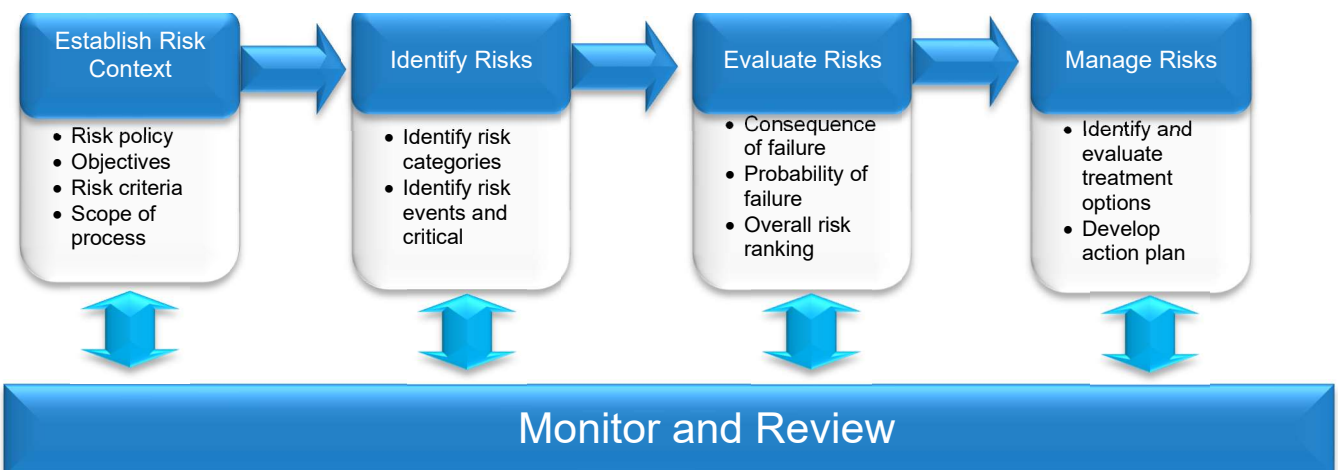 Establish Risk
Context
• Risk policy
• Objectives
• Risk criteria
• Scope of
process
Identify Risks
• Identify risk
categories
• Identify risk
events and
critical
Evaluate Risks
• Consequence
of failure
• Probability of
failure
• Overall risk
ranking
Manage Risks
• Identify and
evaluate
treatment
options
• Develop
action plan
Monitor and Review